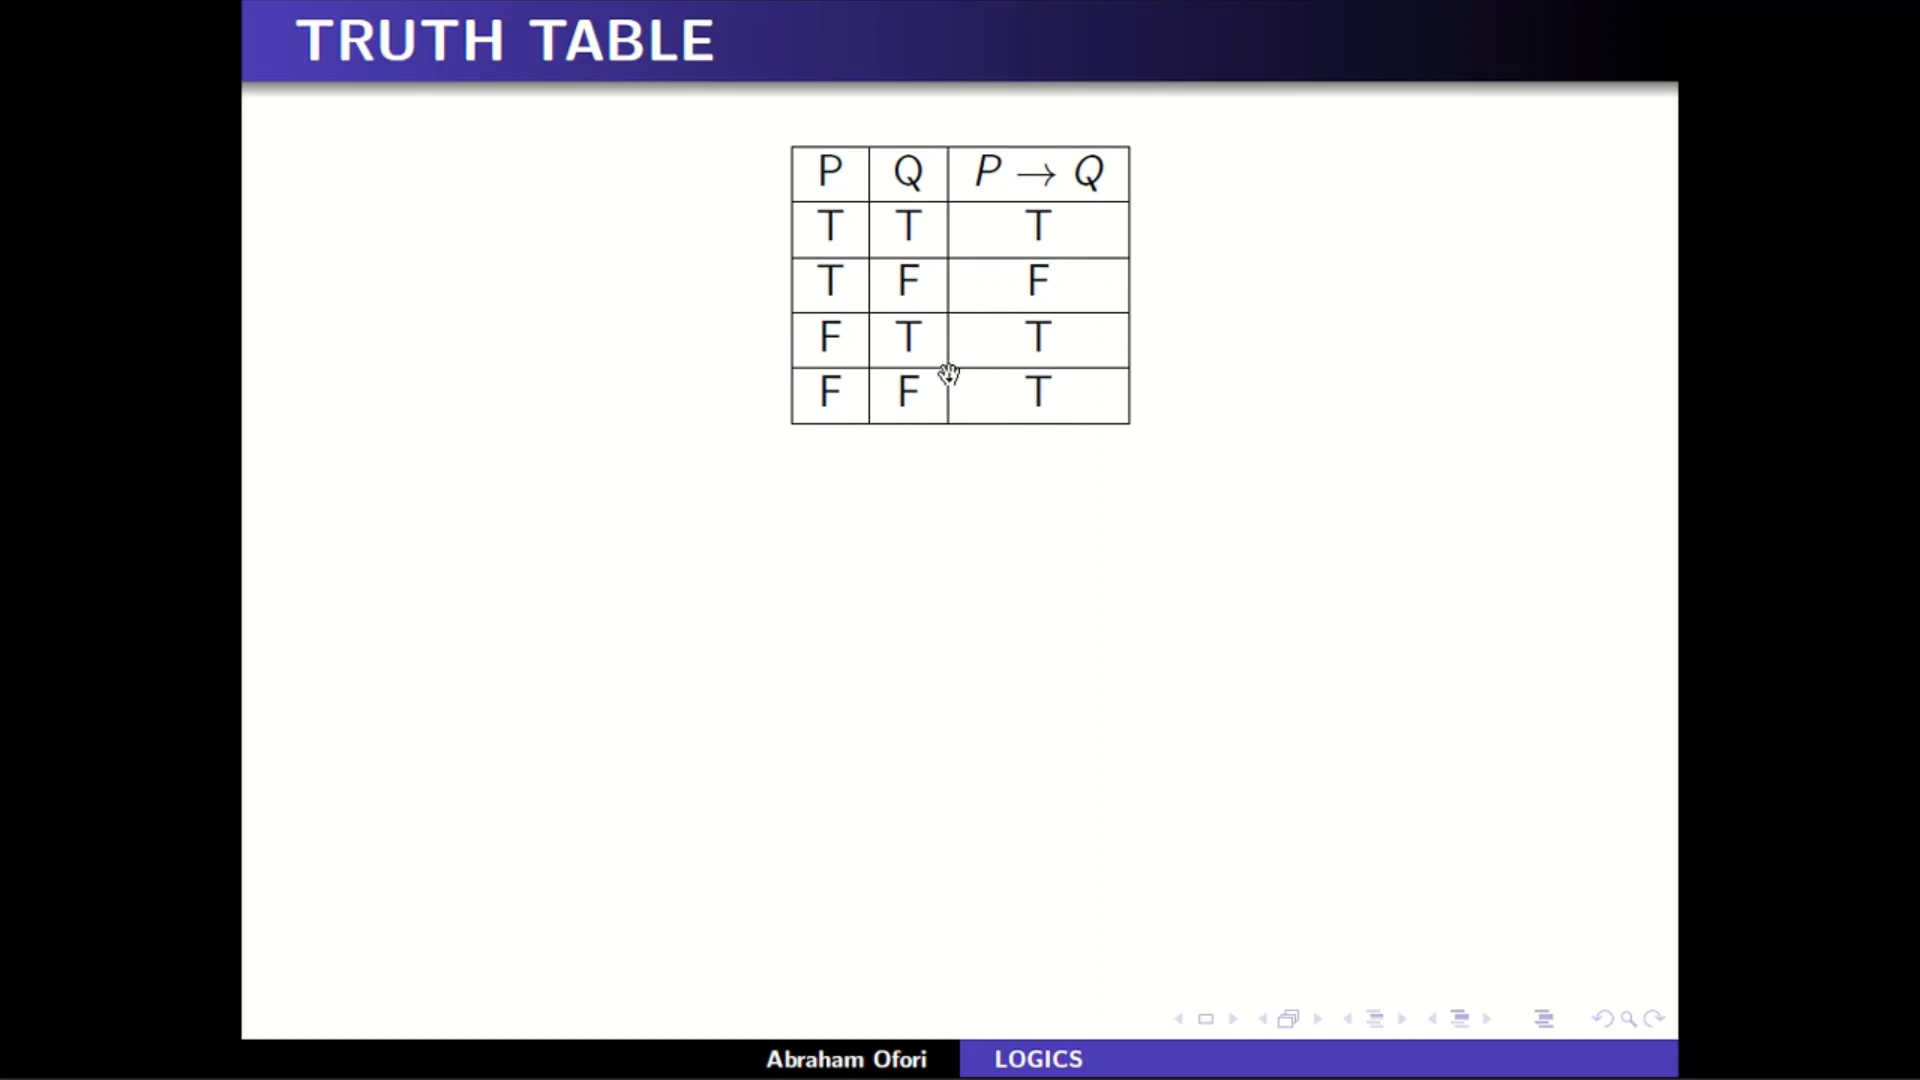 TRUTH TABLE
P Q P → Q
T T T
T F F
F T T
F F T
Abraham Ofori LOGICS